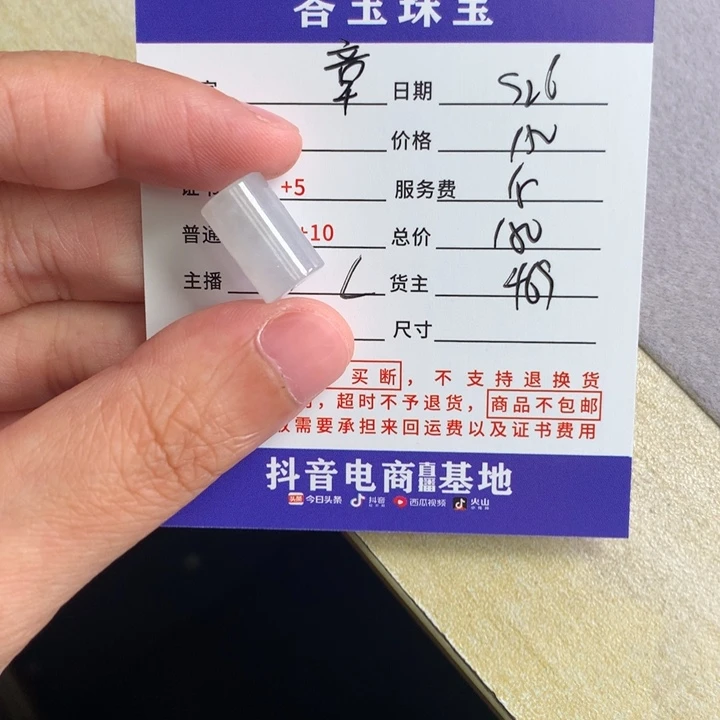 答玉珠宝
章 日期 526
价格
+5 服务费
普通 +10 总价 180
主播 L 货主 469
尺寸
买断，不支持退换货
，超时不予退货，商品不包邮
需要承担来回运费以及证书费用
抖音电商直播基地
头条 今日头条 抖音 西瓜视频 火山